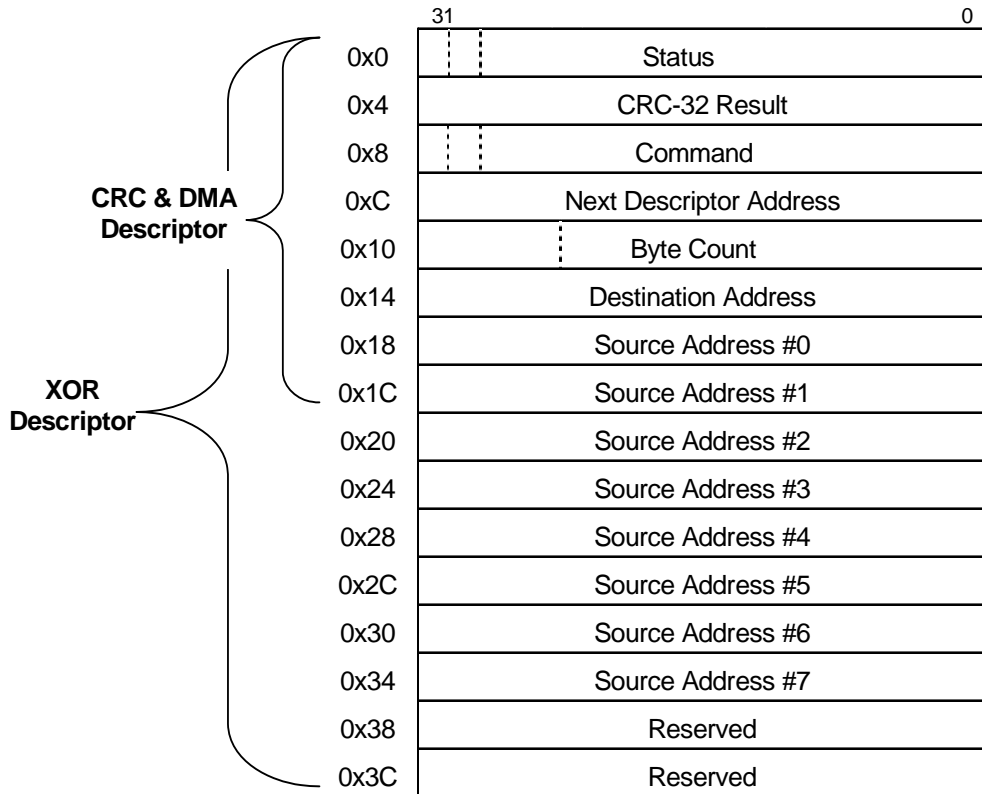 31 0
0x0 Status
0x4 CRC-32 Result
0x8 Command
CRC & DMA
Descriptor
0xC Next Descriptor Address
0x10 Byte Count
0x14 Destination Address
0x18 Source Address #0
XOR
Descriptor
0x1C Source Address #1
0x20 Source Address #2
0x24 Source Address #3
0x28 Source Address #4
0x2C Source Address #5
0x30 Source Address #6
0x34 Source Address #7
0x38 Reserved
0x3C Reserved